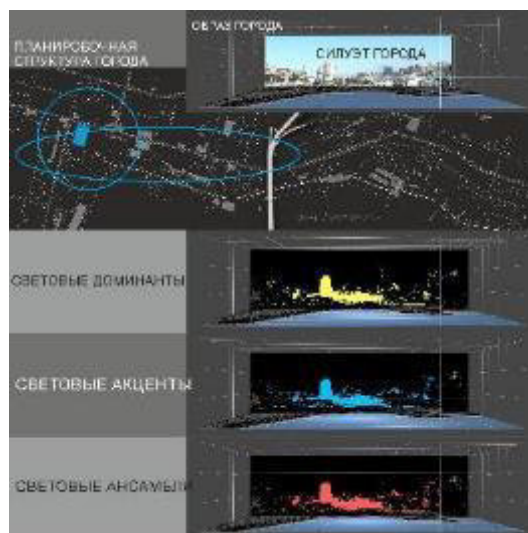 ОБРАЗ ГОРОДА
ПЛАНИРОВОЧНАЯ
СТРУКТУРА ГОРОДА
СИЛУЭТ ГОРОДА
СВЕТОВЫЕ ДОМИНАНТЫ
СВЕТОВЫЕ АКЦЕНТЫ
СВЕТОВЫЕ АНСАМБЛИ